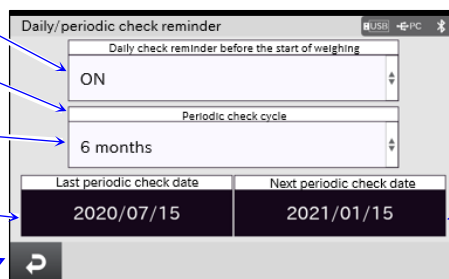 Daily/periodic check reminder
USB PC
Daily check reminder before the start of weighing
ON
Periodic check cycle
6 months
Last periodic check date Next periodic check date
2020/07/15 2021/01/15